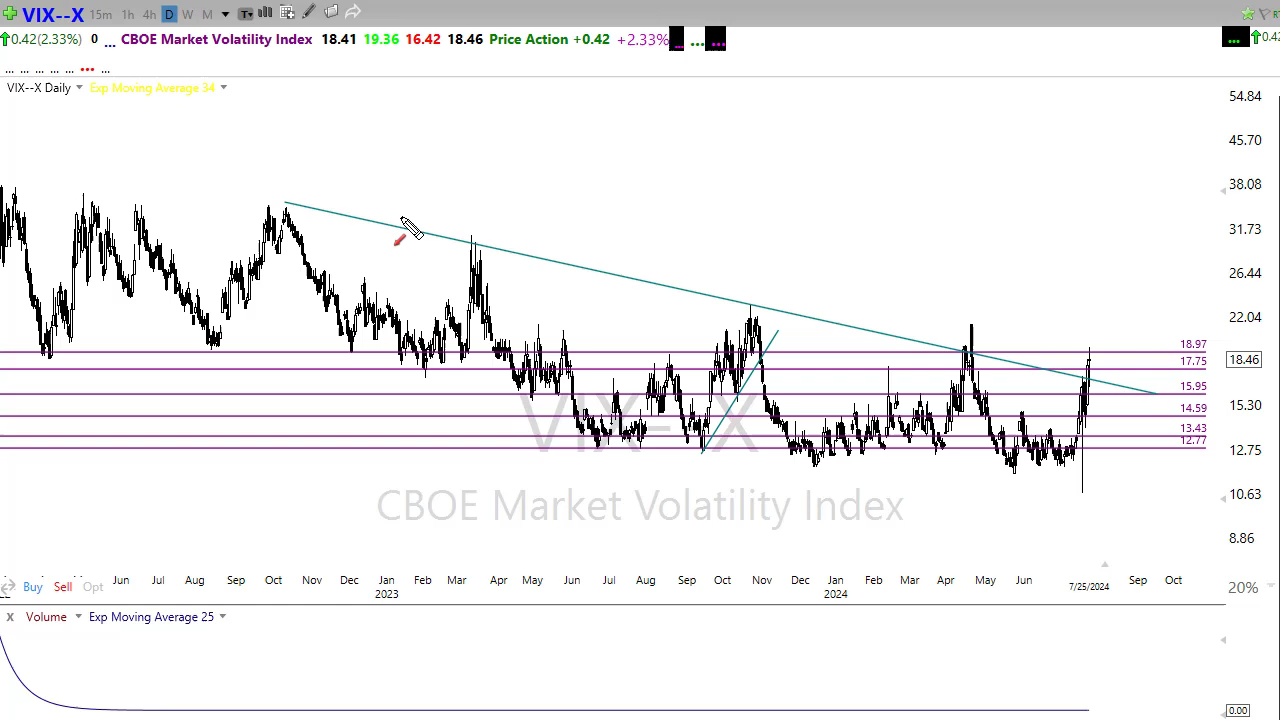 VIX--X 15m 1h 4h D W M T
0.42(2.33%) 0 ... CBOE Market Volatility Index 18.41 19.36 16.42 18.46 Price Action +0.42 +2.33% ... ... ... 0.42
... ... ... ... ... ... ...
VIX--X Daily Exp Moving Average 34
54.84
45.70
38.08
31.73
26.44
22.04
18.97
18.46
17.75
15.95
15.30
14.59
13.43
12.77
12.75
10.63
8.86
VIX--X
CBOE Market Volatility Index
Jun Jul Aug Sep Oct Nov Dec Jan Feb Mar Apr May Jun Jul Aug Sep Oct Nov Dec Jan Feb Mar Apr May Jun 7/25/2024 Sep Oct
2023 2024
Buy Sell Opt 20%
X Volume Exp Moving Average 25
0.00